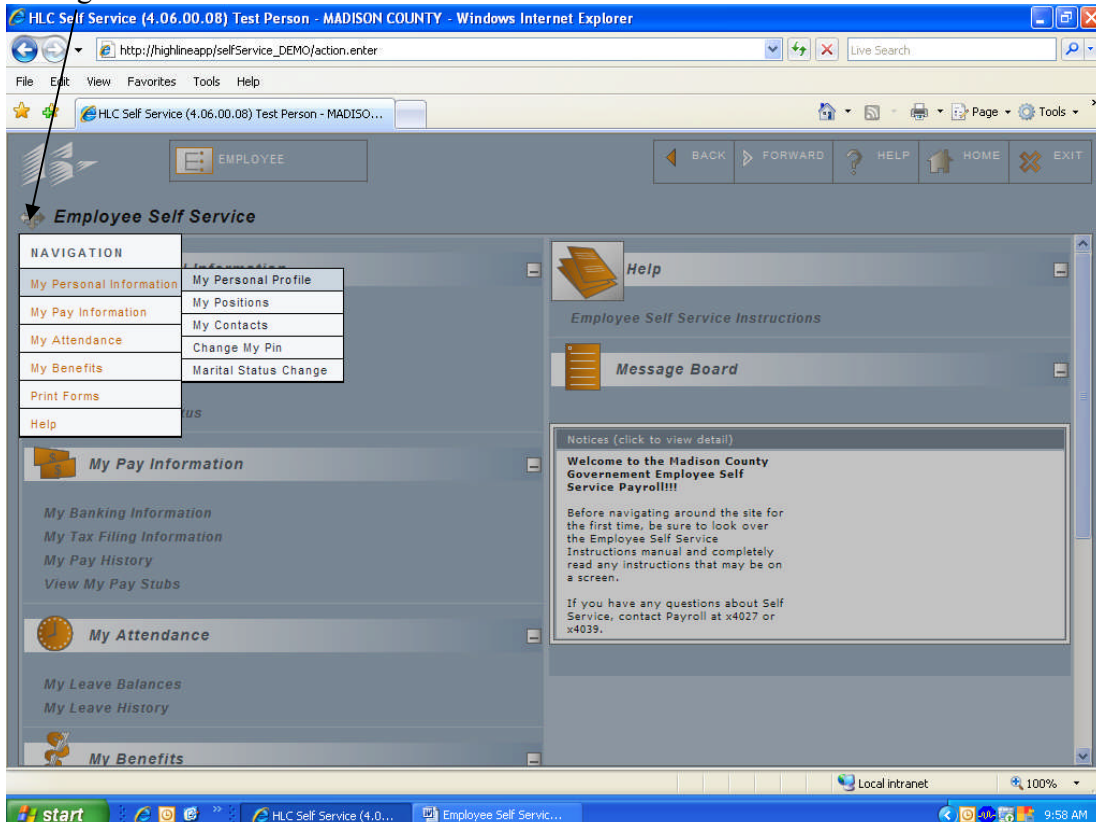 HLC Self Service (4.06.00.08) Test Person - MADISON COUNTY - Windows Internet Explorer
http://highlineapp/selfService_DEMO/action.enter
Live Search
File Edit View Favorites Tools Help
HLC Self Service (4.06.00.08) Test Person - MADISO...
Page Tools
EMPLOYEE
BACK FORWARD HELP HOME EXIT
Employee Self Service
NAVIGATION
My Personal Information
My Pay Information
My Attendance
My Benefits
Print Forms
Help
My Personal Profile
My Positions
My Contacts
Change My Pin
Marital Status Change
My Pay Information
My Banking Information
My Tax Filing Information
My Pay History
View My Pay Stubs
My Attendance
My Leave Balances
My Leave History
My Benefits
Help
Employee Self Service Instructions
Message Board
Notices (click to view detail)
Welcome to the Madison County
Governement Employee Self
Service Payroll!!!
Before navigating around the site for
the first time, be sure to look over
the Employee Self Service
Instructions manual and completely
read any instructions that may be on
a screen.
If you have any questions about Self
Service, contact Payroll at x4027 or
x4039.
Local intranet
100%
start
HLC Self Service (4.0...
Employee Self Servic...
9:58 AM